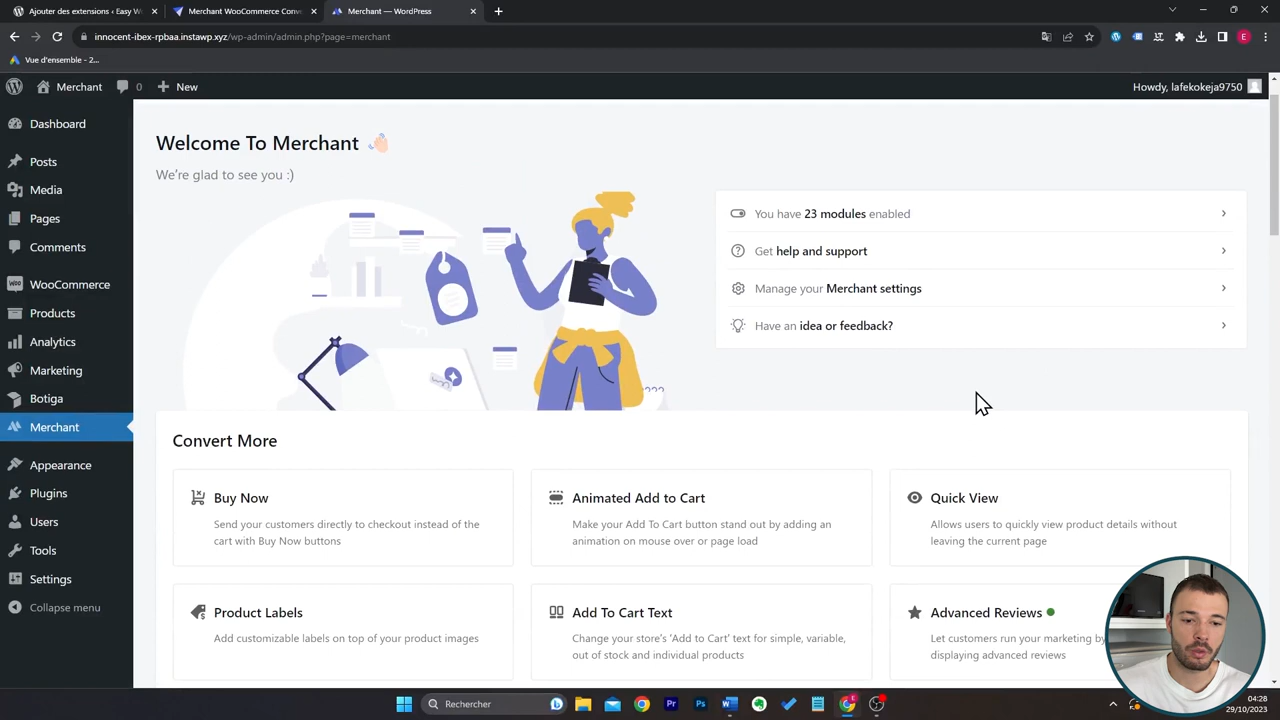 Ajouter des extensions ‹ Easy W
Merchant WooCommerce Conv
Merchant — WordPress
innocent-ibex-rpbaa.instawp.xyz/wp-admin/admin.php?page=merchant
Vue d'ensemble - 2...
Merchant
0
New
Howdy, lafekokeja9750
Dashboard
Posts
Media
Pages
Comments
WooCommerce
Products
Analytics
Marketing
Botiga
Merchant
Appearance
Plugins
Users
Tools
Settings
Collapse menu
Welcome To Merchant
We're glad to see you :)
You have 23 modules enabled
Get help and support
Manage your Merchant settings
Have an idea or feedback?
Convert More
Buy Now
Send your customers directly to checkout instead of the
cart with Buy Now buttons
Animated Add to Cart
Make your Add To Cart button stand out by adding an
animation on mouse over or page load
Quick View
Allows users to quickly view product details without
leaving the current page
Product Labels
Add customizable labels on top of your product images
Add To Cart Text
Change your store's 'Add to Cart' text for simple, variable,
out of stock and individual products
Advanced Reviews
Let customers run your marketing by
displaying advanced reviews
Rechercher
04:28
29/10/2023